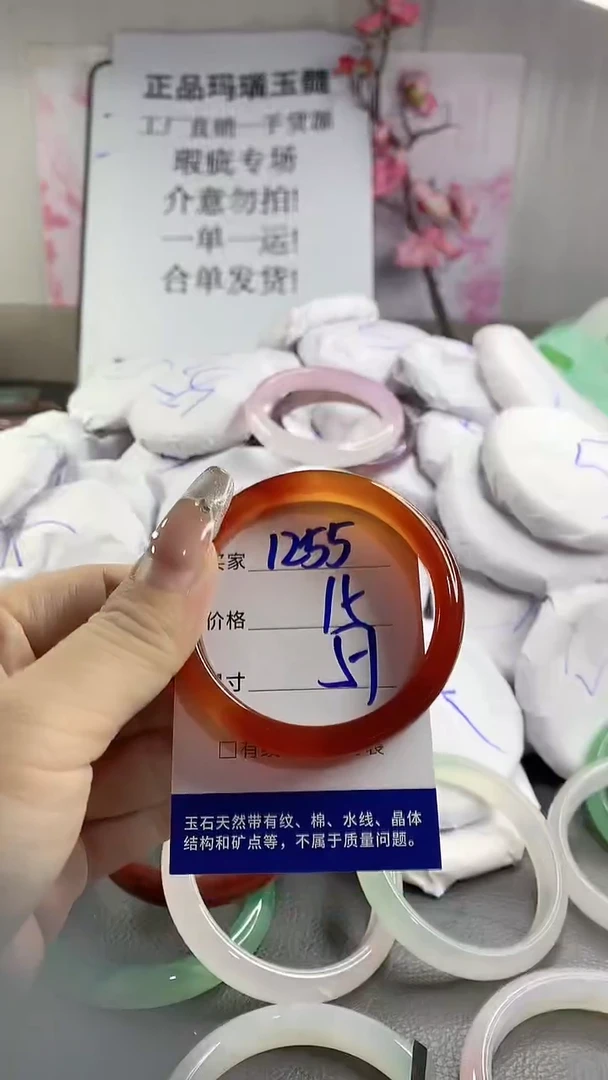 正品玛瑙玉髓
工厂直销一手货源
瑕疵专场
介意勿拍!
一单一运!
合单发货!
买家 1255
价格
寸
玉石天然带有纹、棉、水线、晶体
结构和矿点等，不属于质量问题。